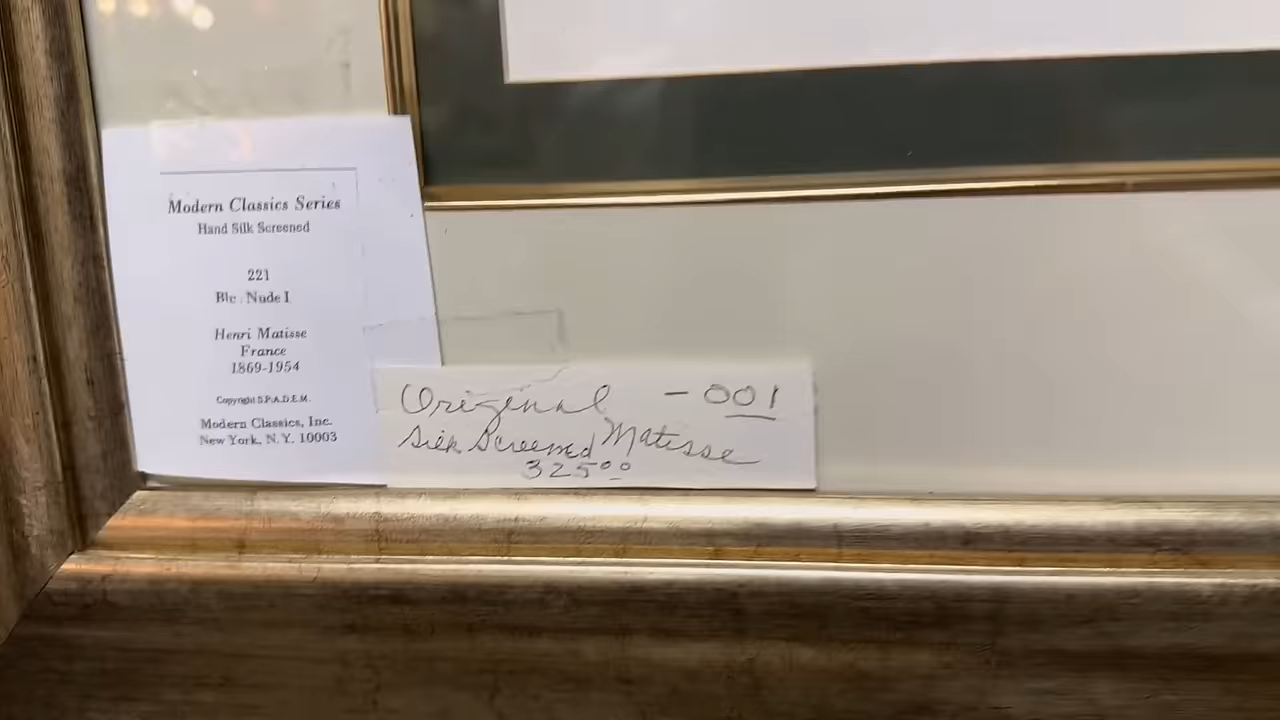 Modern Classics Series
Hand Silk Screened
221
Nude I
Henri Matisse
France
1869-1954
Copyright S.P.A.D.E.M.
Modern Classics, Inc.
New York, N.Y. 10003
Original - 001
Silk Screened Matisse
325⁰⁰